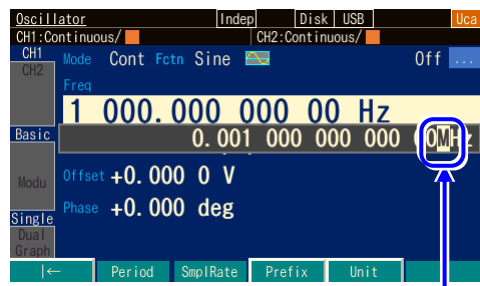 Oscillator Indep Disk USB Uca
CH1:Continuous/ CH2:Continuous/
CH1 Mode Cont Fctn Sine Off ...
CH2
Freq
1 000. 000 000 00 Hz
Basic
0. 001 000 000 000 0MHz
Modu Offset +0. 000 0 V
Phase +0. 000 deg
Single
Dual
Graph
|← Period SmplRate Prefix Unit